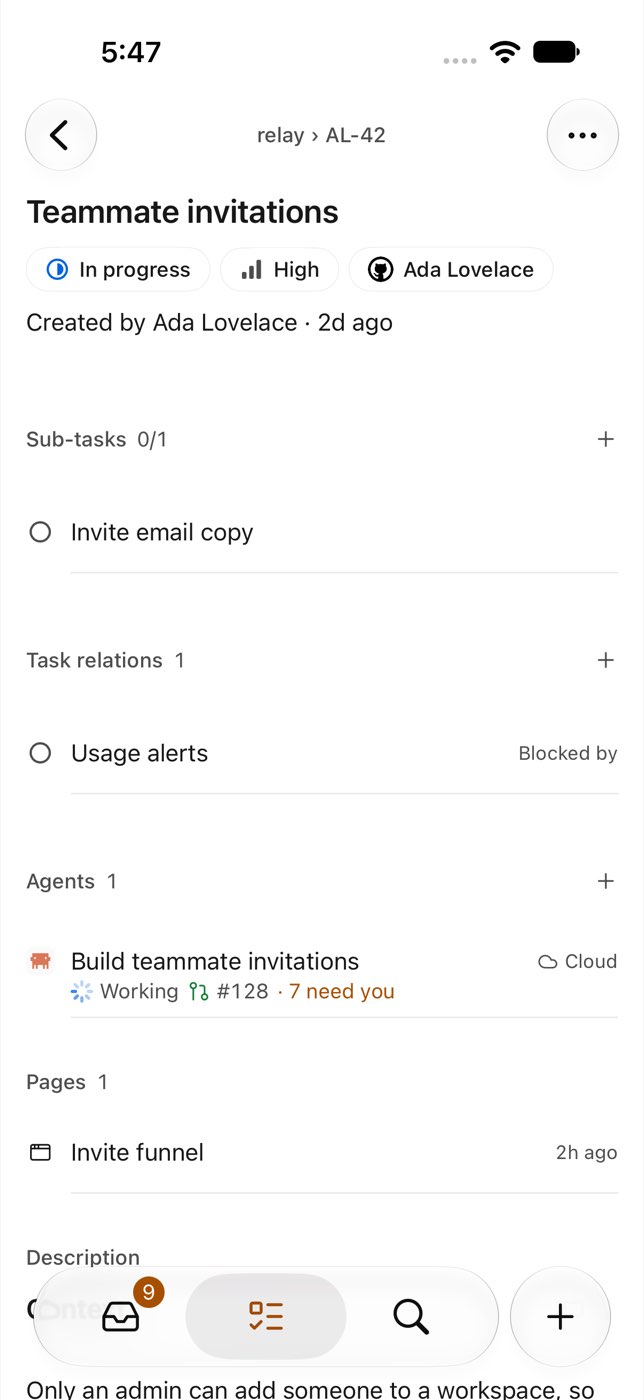 5:47
relay › AL-42
Teammate invitations
In progress
High
Ada Lovelace
Created by Ada Lovelace · 2d ago
Sub-tasks 0/1
Invite email copy
Task relations 1
Usage alerts
Blocked by
Agents 1
Build teammate invitations
Cloud
Working #128 · 7 need you
Pages 1
Invite funnel
2h ago
Description
9
Only an admin can add someone to a workspace, so